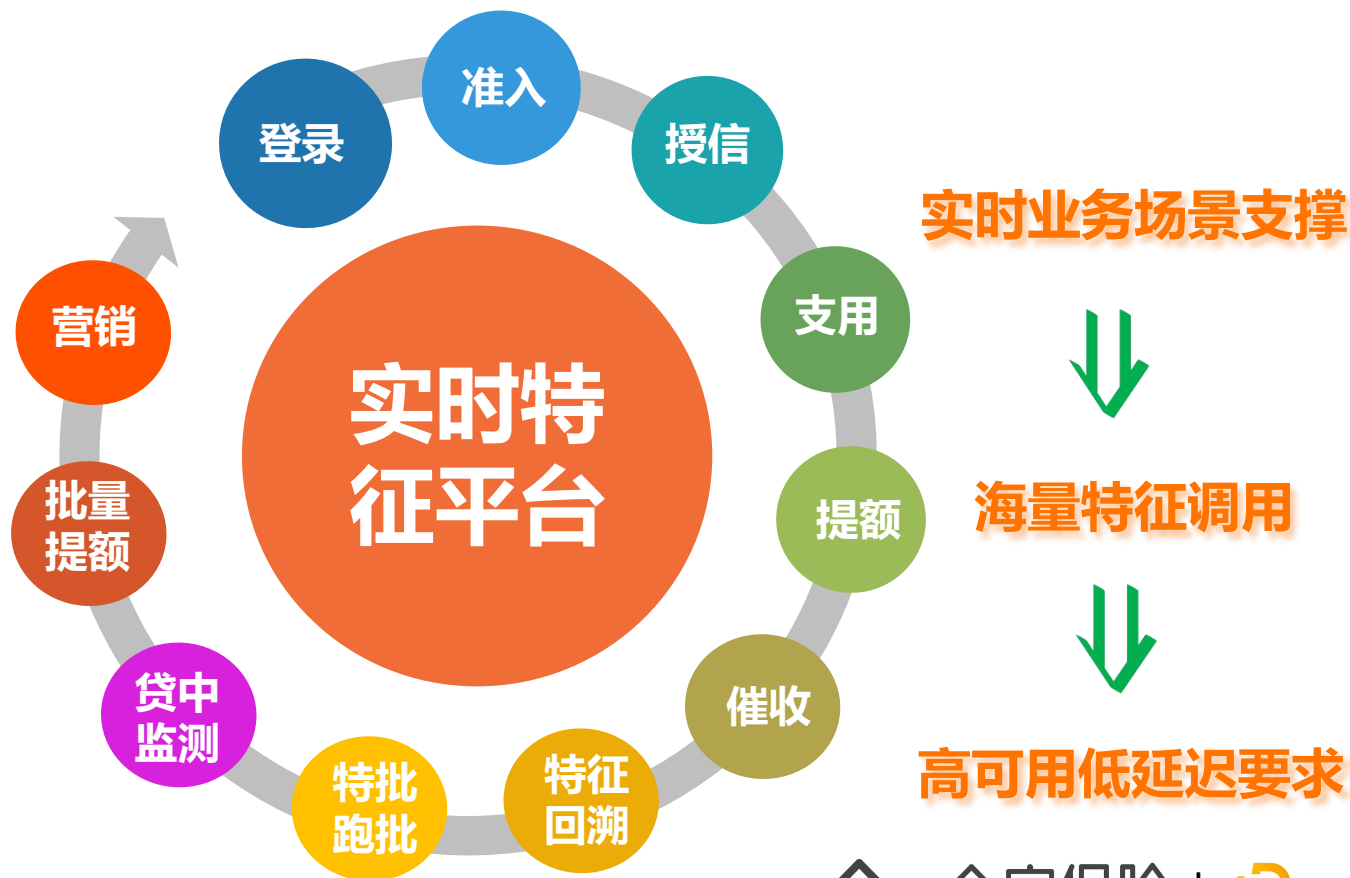 登录
准入
授信
支用
提额
催收
特征
回溯
特批
跑批
贷中
监测
批量
提额
营销
实时特
征平台
实时业务场景支撑
海量特征调用
高可用低延迟要求